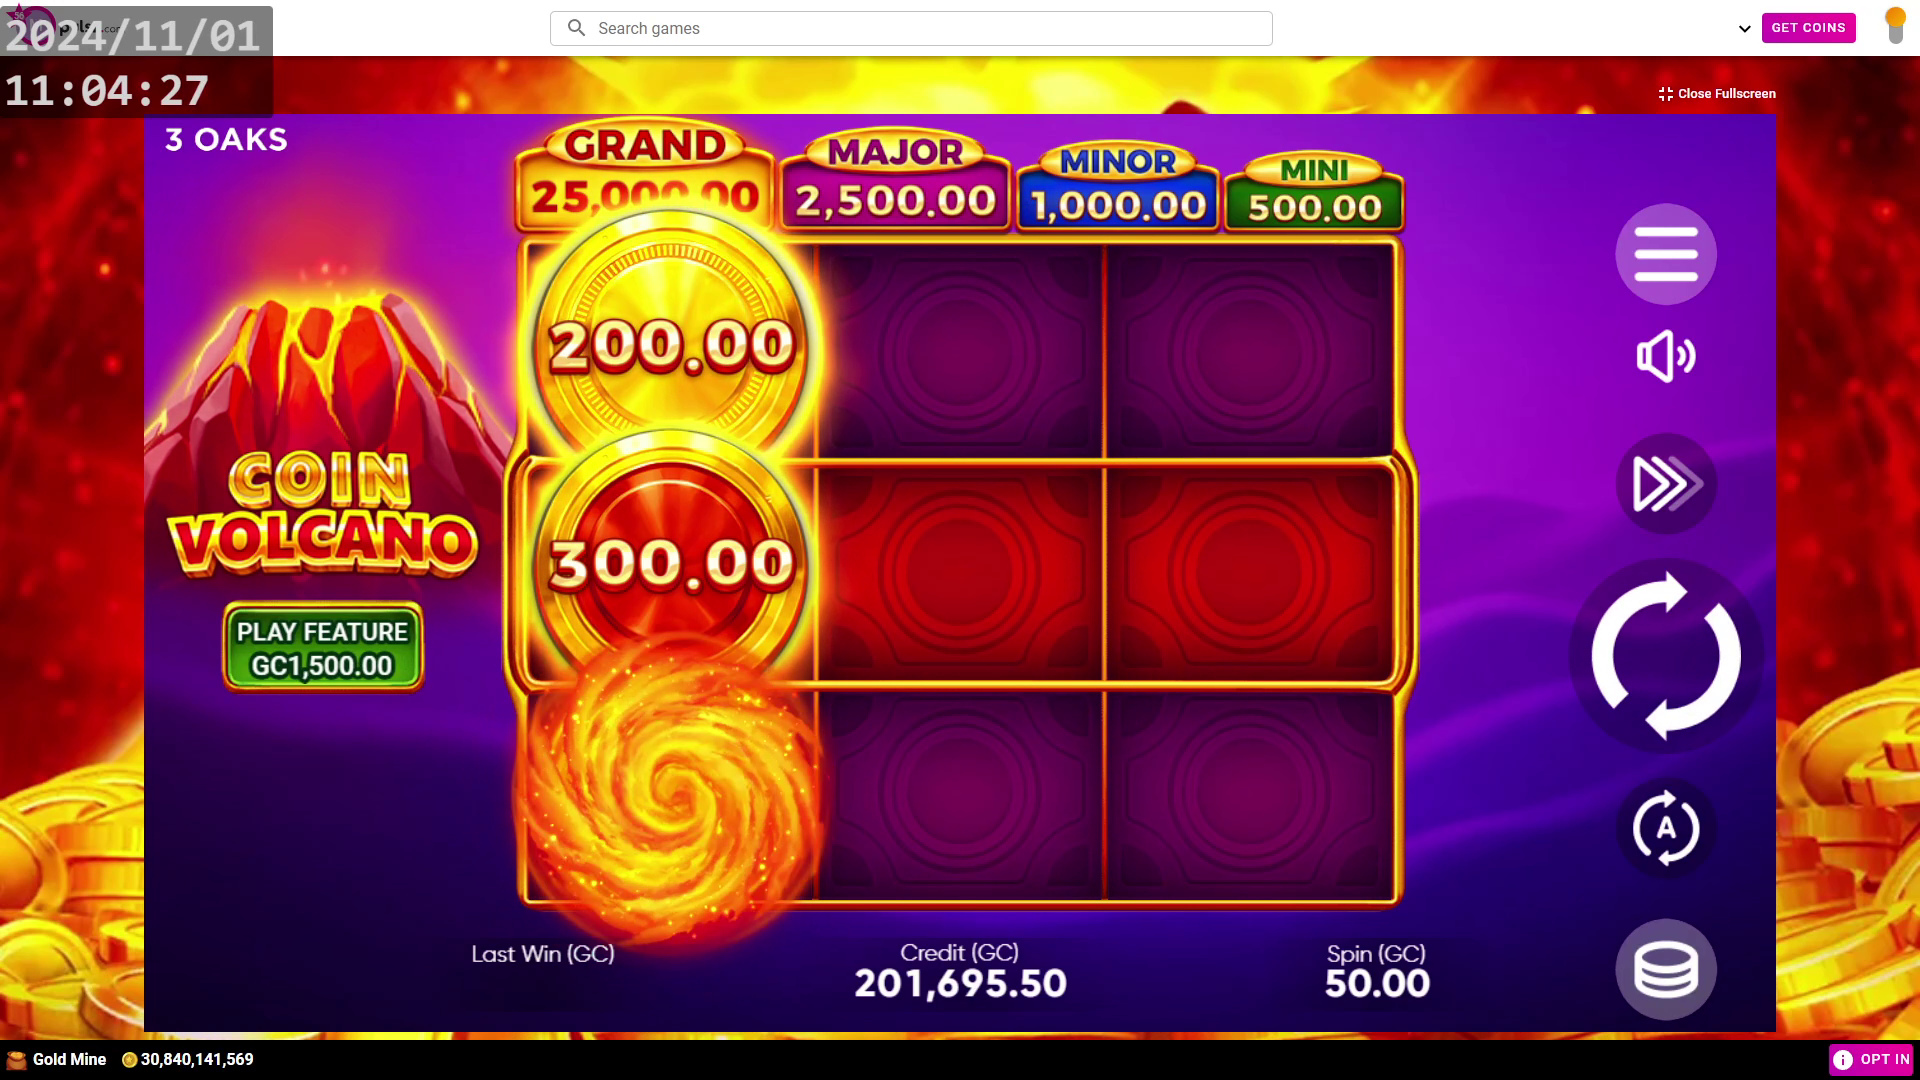 2024/11/01
11:04:27
Search games
GET COINS
Close Fullscreen
3 OAKS
GRAND
25,000.00
MAJOR
2,500.00
MINOR
1,000.00
MINI
500.00
200.00
300.00
COIN
VOLCANO
PLAY FEATURE
GC1,500.00
A
Last Win (GC)
Credit (GC)
201,695.50
Spin (GC)
50.00
Gold Mine
30,840,141,569
OPT IN